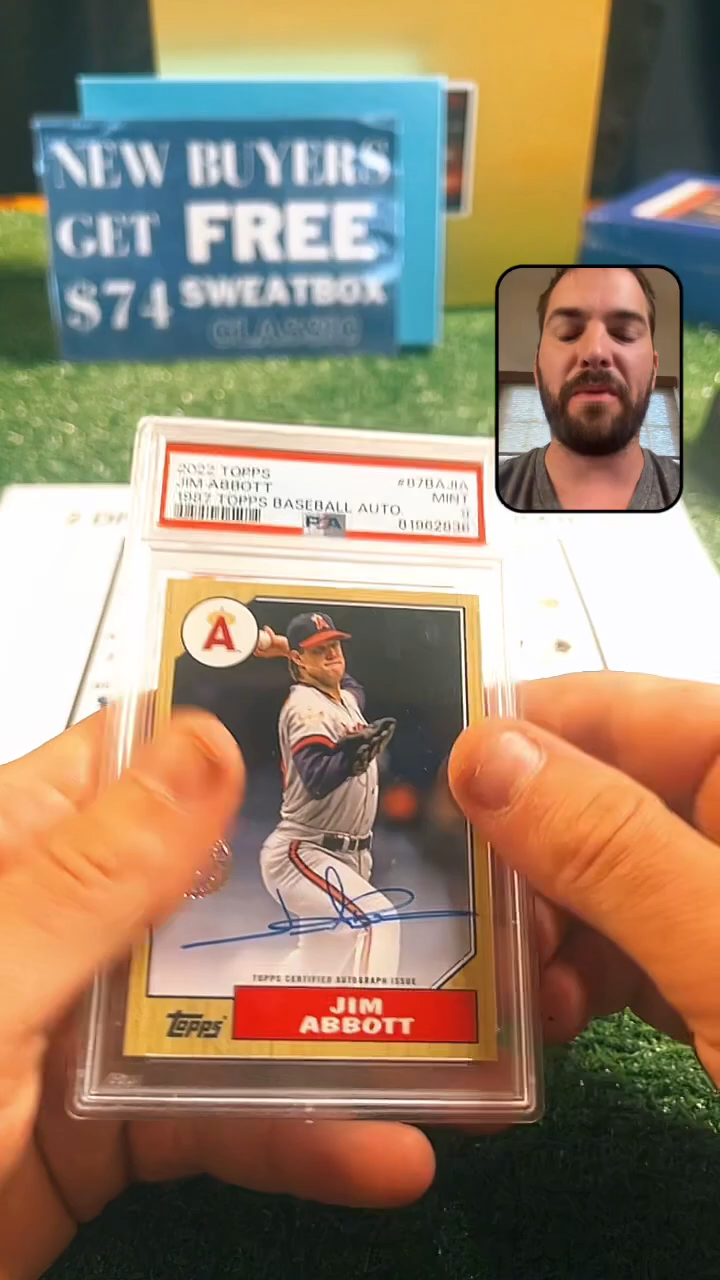 NEW BUYERS
GET FREE
$74 SWEATBOX
CLASSIC
2022 TOPPS #87BAJIA
JIM ABBOTT MINT
1987 TOPPS BASEBALL AUTO. 9
PSA 81962836
A
A
TOPPS CERTIFIED AUTOGRAPH ISSUE
Topps
JIM
ABBOTT